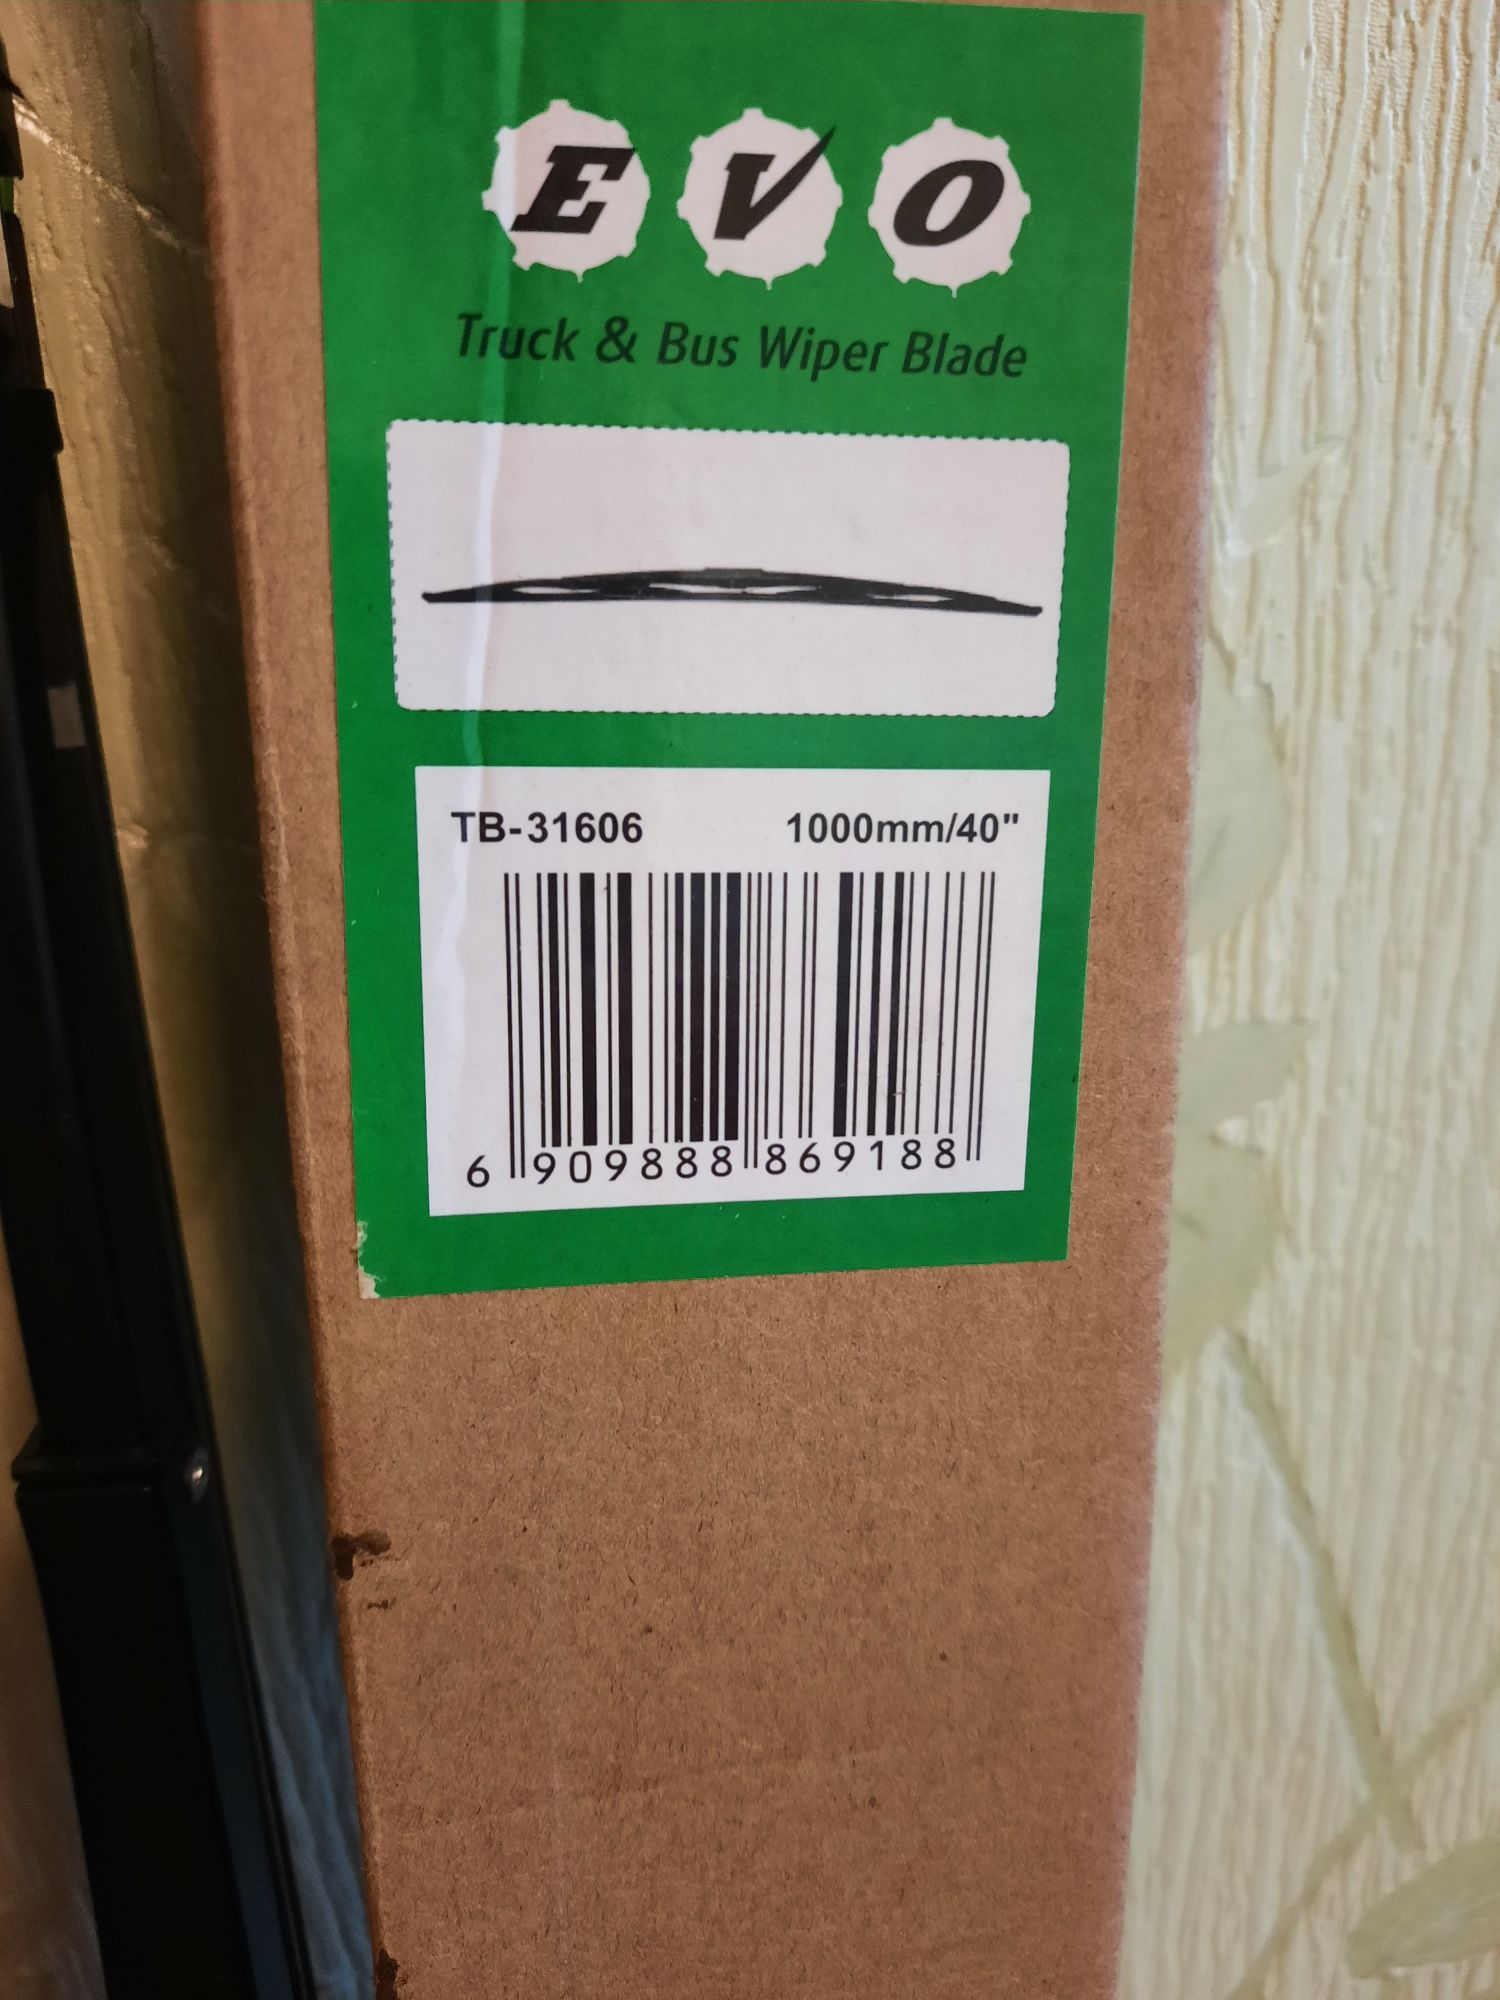 EVO
Truck & Bus Wiper Blade
TB-31606 1000mm/40"
6 909888 869188